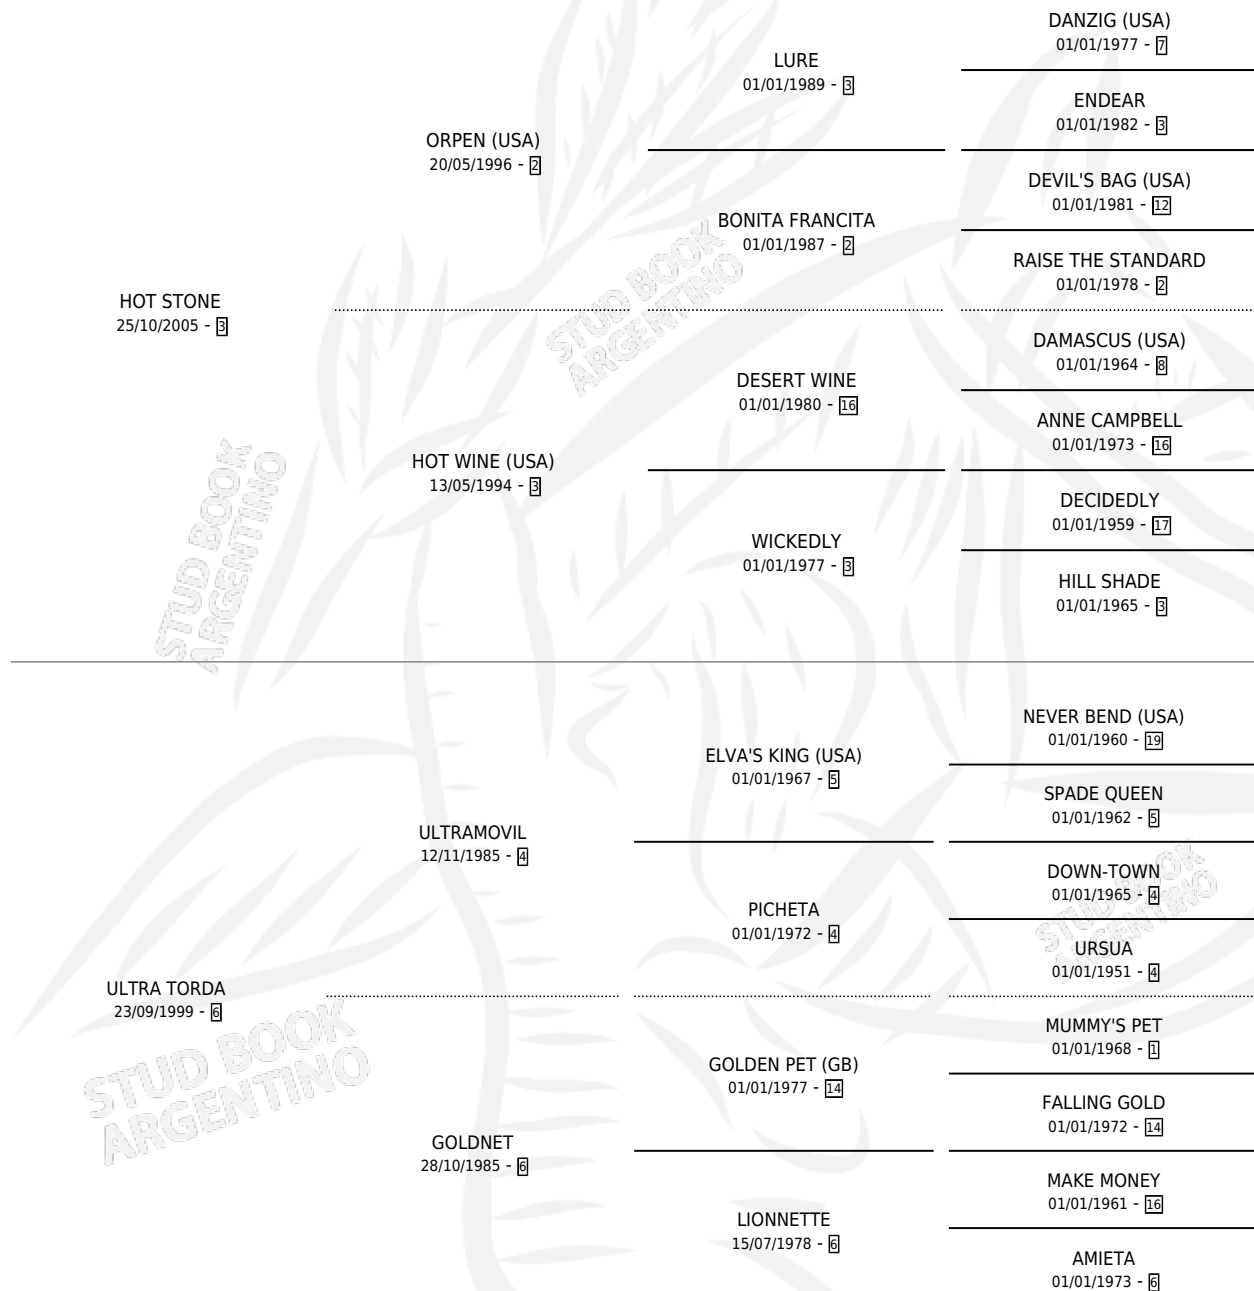 DANZIG (USA)
01/01/1977 - 7
LURE
01/01/1989 - 3
ENDEAR
01/01/1982 - 3
ORPEN (USA)
20/05/1996 - 2
DEVIL'S BAG (USA)
01/01/1981 - 12
BONITA FRANCITA
01/01/1987 - 2
RAISE THE STANDARD
01/01/1978 - 2
HOT STONE
25/10/2005 - 3
STUD BOOK
ARGENTINO
DAMASCUS (USA)
01/01/1964 - 8
DESERT WINE
01/01/1980 - 16
ANNE CAMPBELL
01/01/1973 - 16
HOT WINE (USA)
13/05/1994 - 3
DECIDEDLY
01/01/1959 - 17
WICKEDLY
01/01/1977 - 3
HILL SHADE
01/01/1965 - 3
STUD BOOK
ARGENTINO
NEVER BEND (USA)
01/01/1960 - 19
ELVA'S KING (USA)
01/01/1967 - 5
SPADE QUEEN
01/01/1962 - 5
ULTRAMOVIL
12/11/1985 - 4
DOWN-TOWN
01/01/1965 - 4
PICHETA
01/01/1972 - 4
URSUA
01/01/1951 - 4
STUD BOOK
ARGENTINO
ULTRA TORDA
23/09/1999 - 6
MUMMY'S PET
01/01/1968 - 1
GOLDEN PET (GB)
01/01/1977 - 14
FALLING GOLD
01/01/1972 - 14
STUD BOOK
ARGENTINO
GOLDNET
28/10/1985 - 6
MAKE MONEY
01/01/1961 - 16
LIONNETTE
15/07/1978 - 6
AMIETA
01/01/1973 - 6